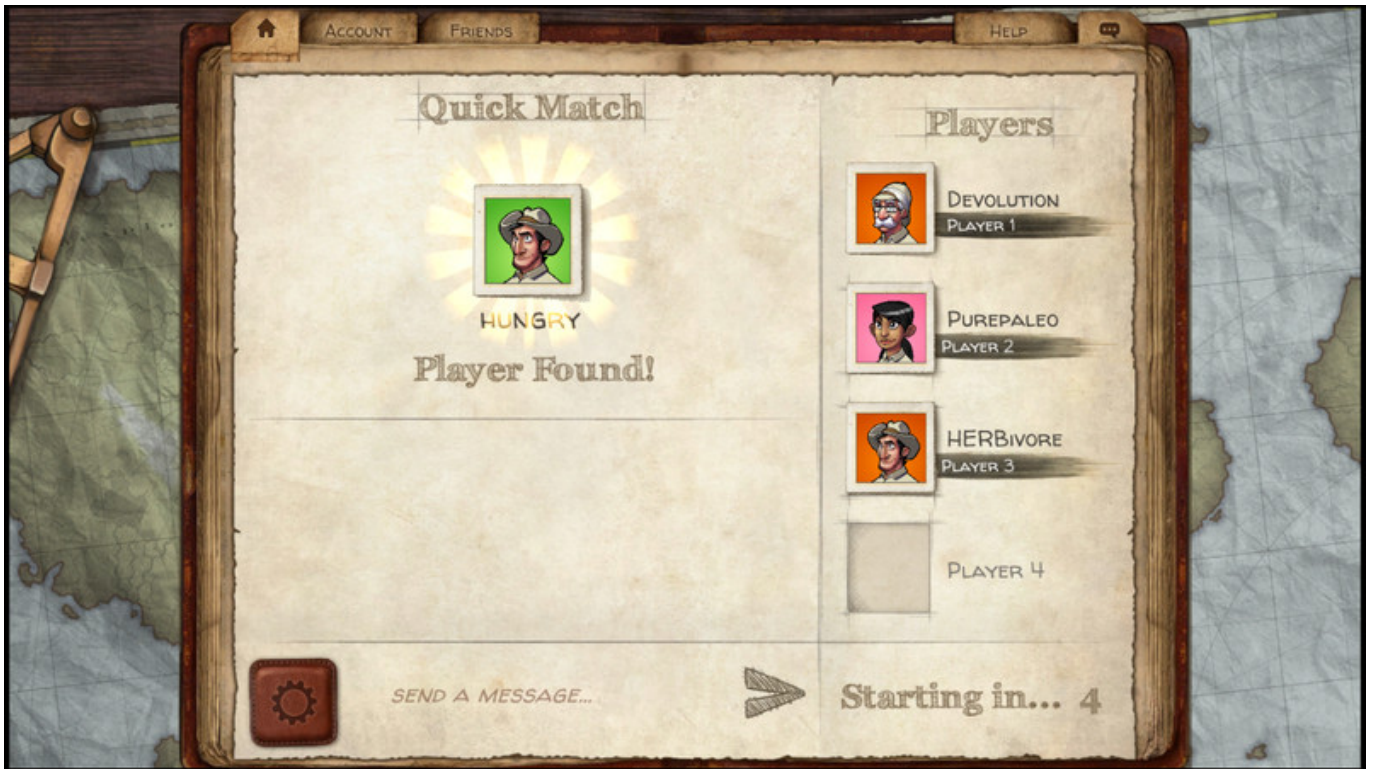 Account
Friends
Help
Quick Match
HUNGRY
Player Found!
Players
Devolution
Player 1
Purepaleo
Player 2
HERBivore
Player 3
Player 4
SEND A MESSAGE...
Starting in... 4